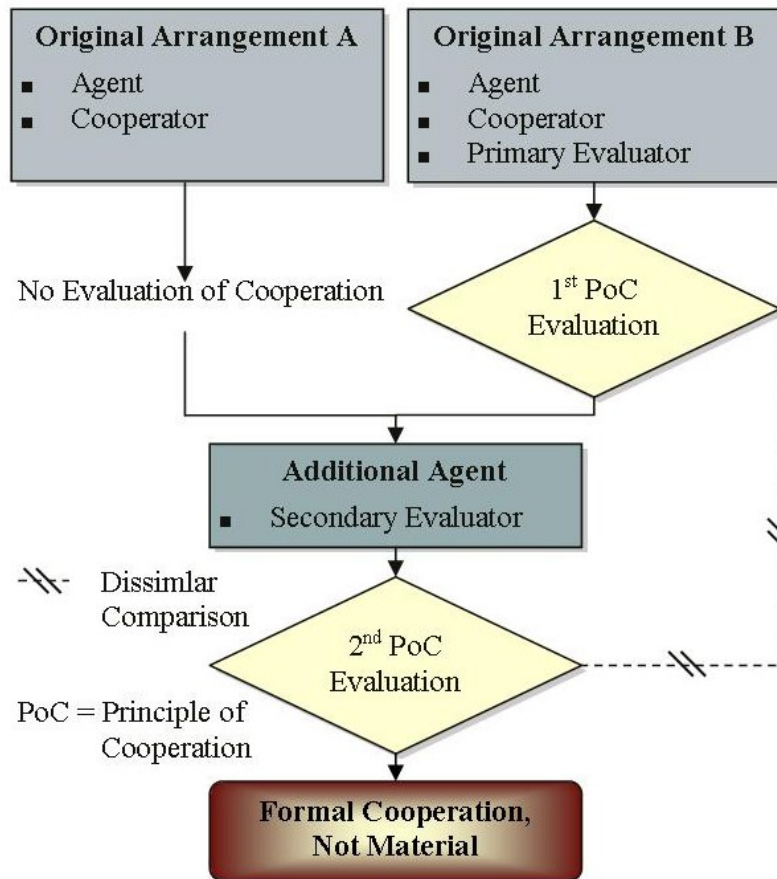 Original Arrangement A
▪ Agent
▪ Cooperator
Original Arrangement B
▪ Agent
▪ Cooperator
▪ Primary Evaluator
No Evaluation of Cooperation
1st PoC
Evaluation
Additional Agent
▪ Secondary Evaluator
Dissimlar
Comparison
2nd PoC
Evaluation
PoC = Principle of
Cooperation
Formal Cooperation,
Not Material